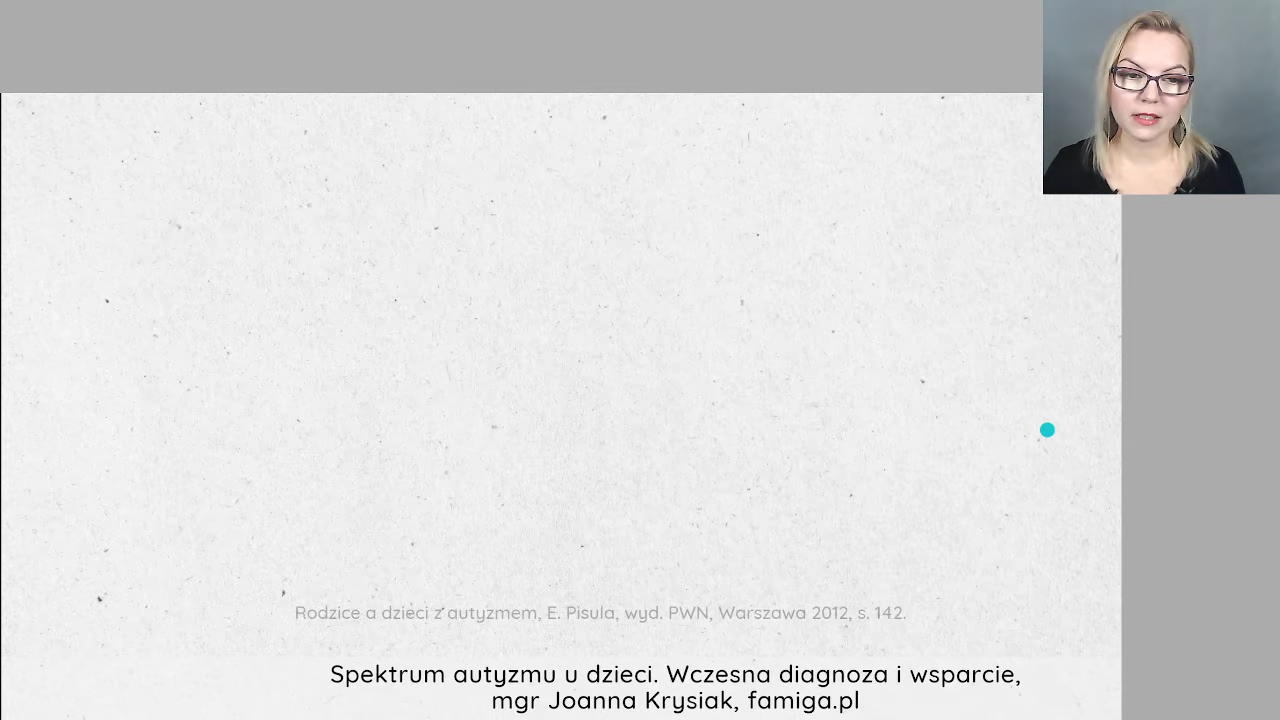 Rodzice a dzieci z autyzmem, E. Pisula, wyd. PWN, Warszawa 2012, s. 142.
Spektrum autyzmu u dzieci. Wczesna diagnoza i wsparcie,
mgr Joanna Krysiak, famiga.pl